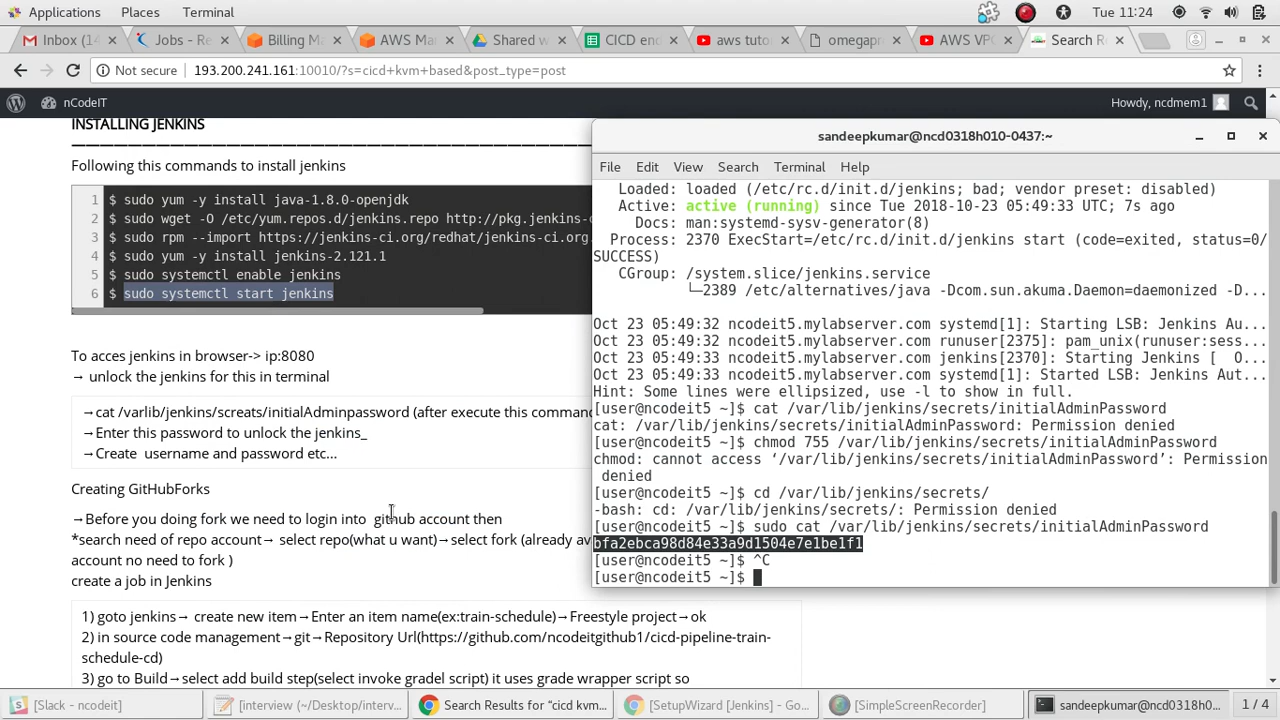 Applications Places Terminal Tue 11:24
Inbox (14 Jobs - Re Billing M AWS Ma Shared w CICD end aws tuto omegapr AWS VPC Search Re
Not secure 193.200.241.161:10010/?s=cicd+kvm+based&post_type=post
nCodeIT Howdy, ncdmem1
INSTALLING JENKINS
Following this commands to install jenkins
1 $ sudo yum -y install java-1.8.0-openjdk
2 $ sudo wget -O /etc/yum.repos.d/jenkins.repo http://pkg.jenkins-c
3 $ sudo rpm --import https://jenkins-ci.org/redhat/jenkins-ci.org.
4 $ sudo yum -y install jenkins-2.121.1
5 $ sudo systemctl enable jenkins
6 $ sudo systemctl start jenkins
To acces jenkins in browser-> ip:8080
→ unlock the jenkins for this in terminal
→cat /varlib/jenkins/screats/initialAdminpassword (after execute this comman
→Enter this password to unlock the jenkins_
→Create username and password etc...
Creating GitHubForks
→Before you doing fork we need to login into github account then
*search need of repo account→ select repo(what u want)→select fork (already av
account no need to fork )
create a job in Jenkins
1) goto jenkins→ create new item→Enter an item name(ex:train-schedule)→Freestyle project→ok
2) in source code management→git→Repository Url(https://github.com/ncodeitgithub1/cicd-pipeline-train-
schedule-cd)
3) go to Build→select add build step(select invoke gradel script) it uses grade wrapper script so
sandeepkumar@ncd0318h010-0437:~
File Edit View Search Terminal Help
Loaded: loaded (/etc/rc.d/init.d/jenkins; bad; vendor preset: disabled)
Active: active (running) since Tue 2018-10-23 05:49:33 UTC; 7s ago
Docs: man:systemd-sysv-generator(8)
Process: 2370 ExecStart=/etc/rc.d/init.d/jenkins start (code=exited, status=0/
SUCCESS)
CGroup: /system.slice/jenkins.service
└─2389 /etc/alternatives/java -Dcom.sun.akuma.Daemon=daemonized -D...
Oct 23 05:49:32 ncodeit5.mylabserver.com systemd[1]: Starting LSB: Jenkins Au...
Oct 23 05:49:32 ncodeit5.mylabserver.com runuser[2375]: pam_unix(runuser:sess...
Oct 23 05:49:33 ncodeit5.mylabserver.com jenkins[2370]: Starting Jenkins [ O...
Oct 23 05:49:33 ncodeit5.mylabserver.com systemd[1]: Started LSB: Jenkins Aut...
Hint: Some lines were ellipsized, use -l to show in full.
[user@ncodeit5 ~]$ cat /var/lib/jenkins/secrets/initialAdminPassword
cat: /var/lib/jenkins/secrets/initialAdminPassword: Permission denied
[user@ncodeit5 ~]$ chmod 755 /var/lib/jenkins/secrets/initialAdminPassword
chmod: cannot access ‘/var/lib/jenkins/secrets/initialAdminPassword’: Permission
denied
[user@ncodeit5 ~]$ cd /var/lib/jenkins/secrets/
-bash: cd: /var/lib/jenkins/secrets/: Permission denied
[user@ncodeit5 ~]$ sudo cat /var/lib/jenkins/secrets/initialAdminPassword
bfa2ebca98d84e33a9d1504e7e1be1f1
[user@ncodeit5 ~]$ ^C
[user@ncodeit5 ~]$
[Slack - ncodeit] [interview (~/Desktop/interv... Search Results for "cicd kvm... [SetupWizard [Jenkins] - Go... [SimpleScreenRecorder] sandeepkumar@ncd0318h0... 1 / 4